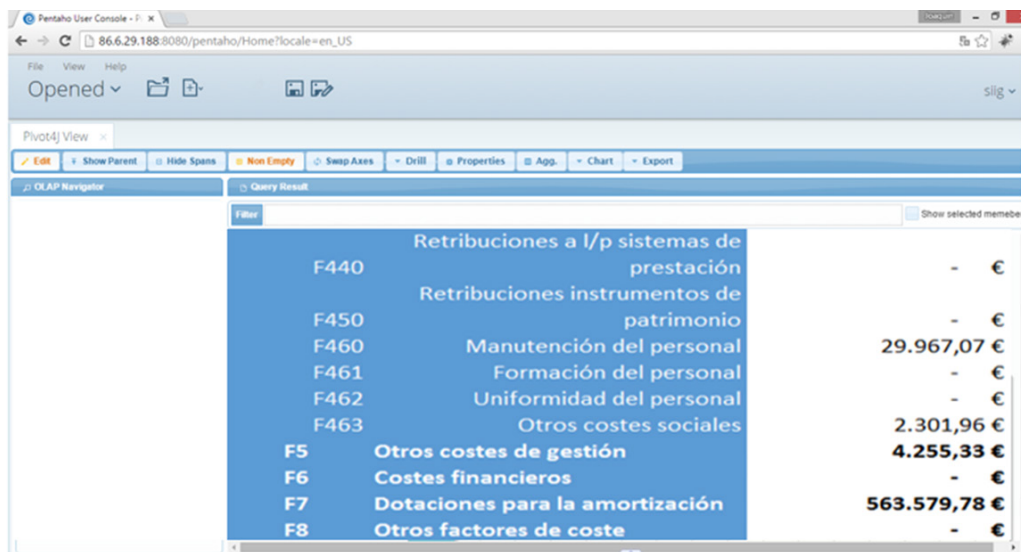 Pentaho User Console - P
86.6.29.188:8080/pentaho/Home?locale=en_US
File View Help
Opened
siig
Pivot4J View
Edit Show Parent Hide Spans Non Empty Swap Axes Drill Properties Agg. Chart Export
OLAP Navigator Query Result
Filter Show selected memebe
Retribuciones a l/p sistemas de
F440 prestación - €
Retribuciones instrumentos de
F450 patrimonio - €
F460 Manutención del personal 29.967,07 €
F461 Formación del personal - €
F462 Uniformidad del personal - €
F463 Otros costes sociales 2.301,96 €
F5 Otros costes de gestión 4.255,33 €
F6 Costes financieros - €
F7 Dotaciones para la amortización 563.579,78 €
F8 Otros factores de coste - €